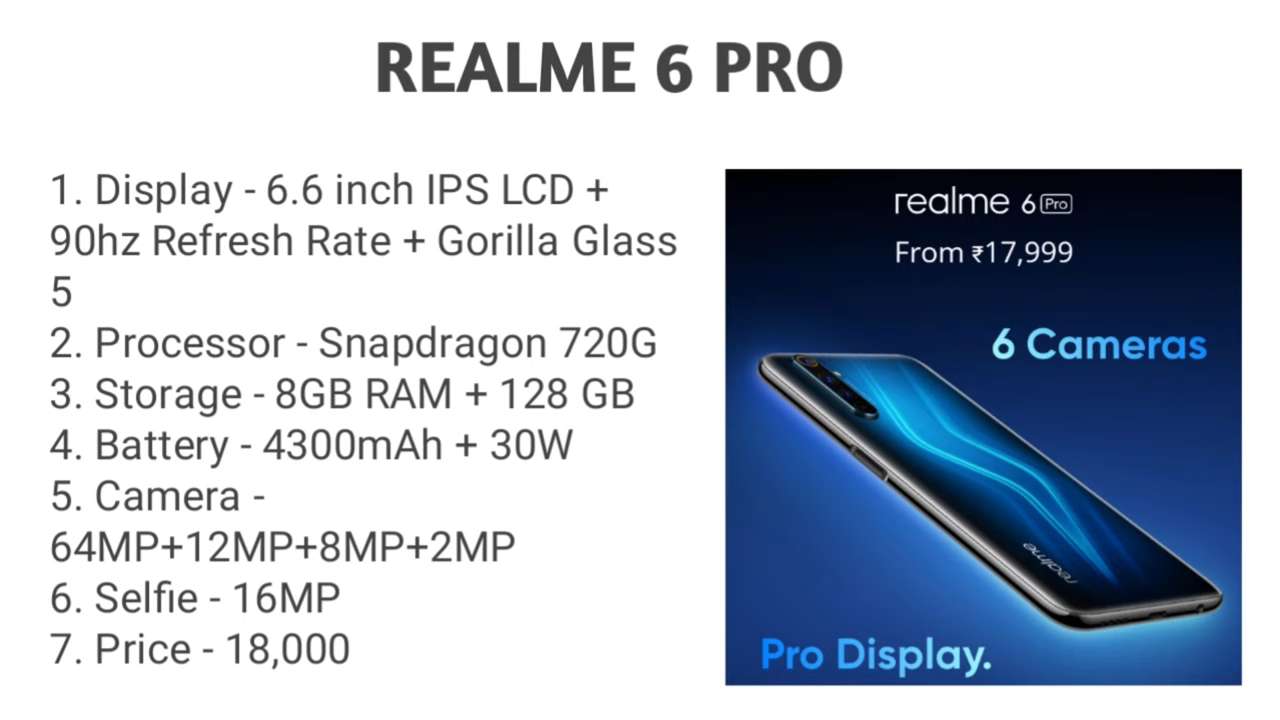 REALME 6 PRO
1. Display - 6.6 inch IPS LCD +
90hz Refresh Rate + Gorilla Glass
5
2. Processor - Snapdragon 720G
3. Storage - 8GB RAM + 128 GB
4. Battery - 4300mAh + 30W
5. Camera -
64MP+12MP+8MP+2MP
6. Selfie - 16MP
7. Price - 18,000
realme 6 Pro
From ₹17,999
6 Cameras
realme
Pro Display.